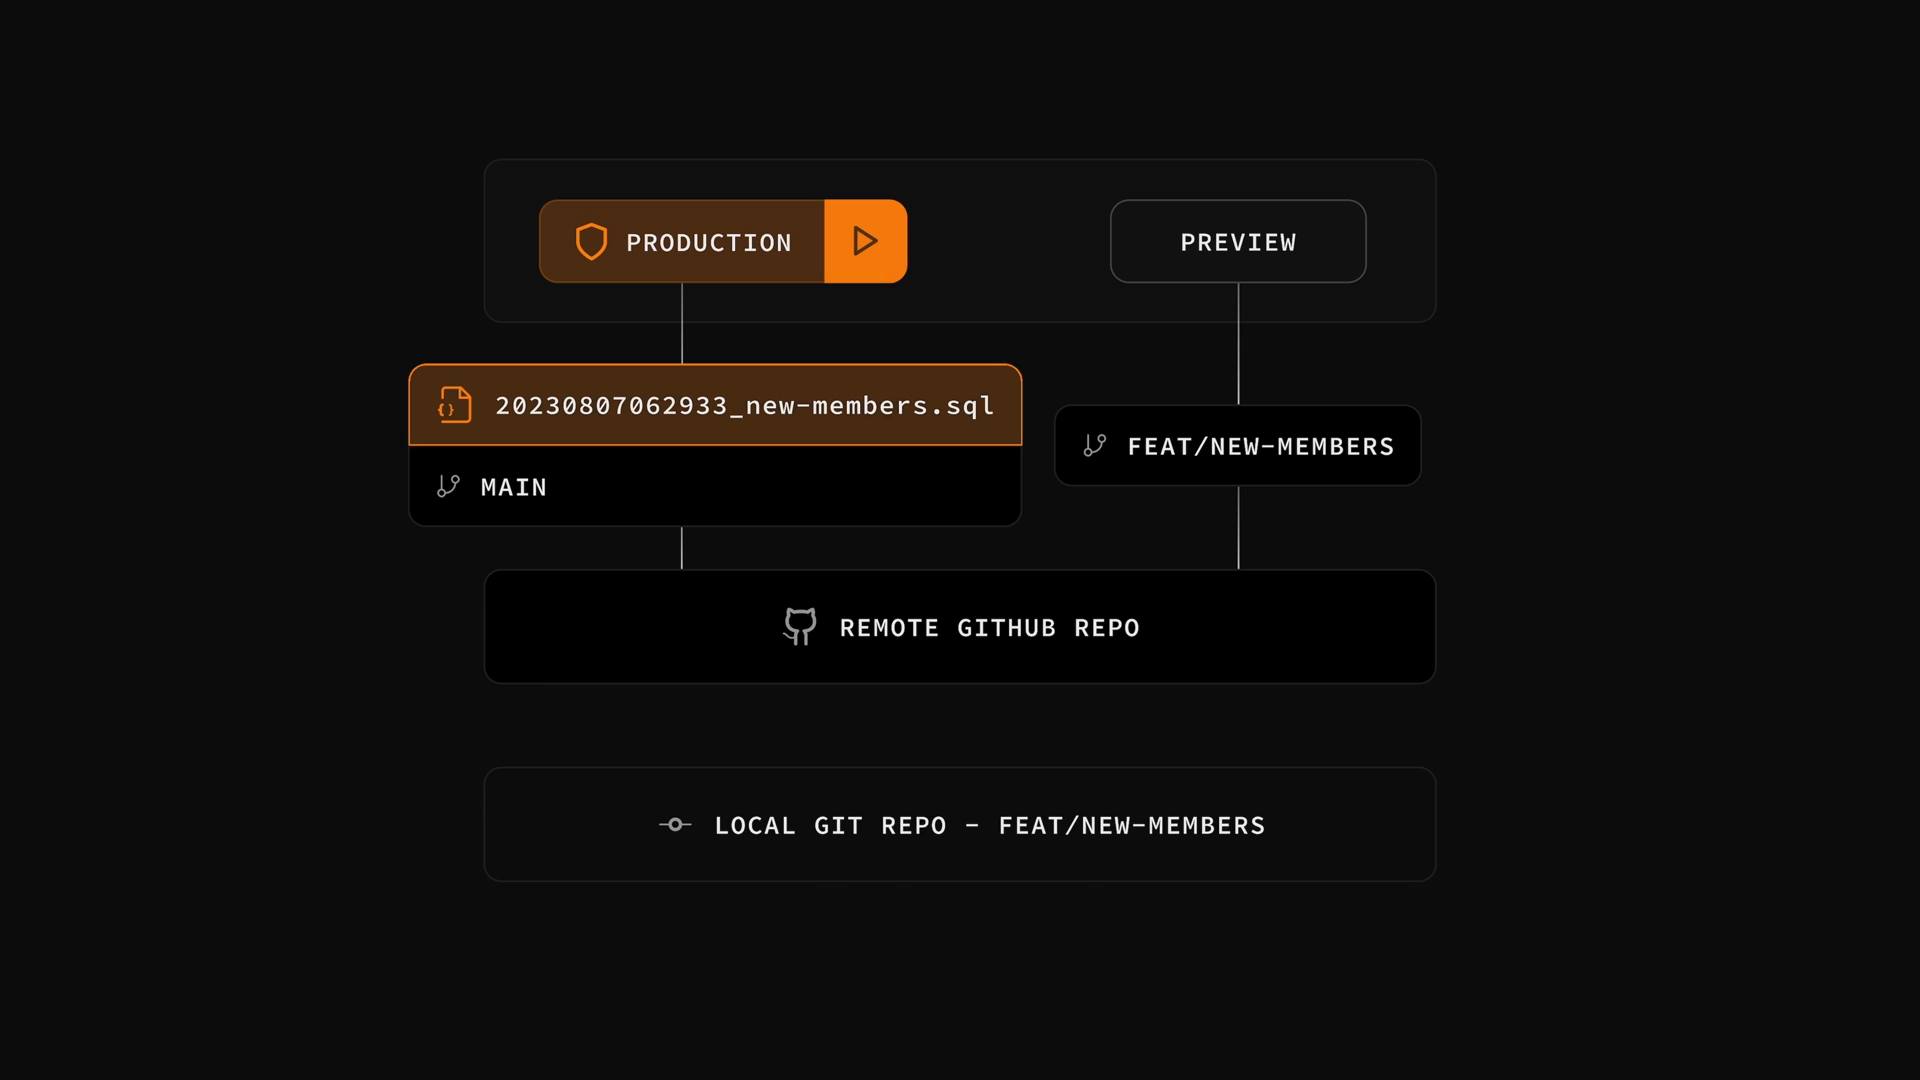 PRODUCTION
PREVIEW
20230807062933_new-members.sql
MAIN
FEAT/NEW-MEMBERS
REMOTE GITHUB REPO
LOCAL GIT REPO - FEAT/NEW-MEMBERS